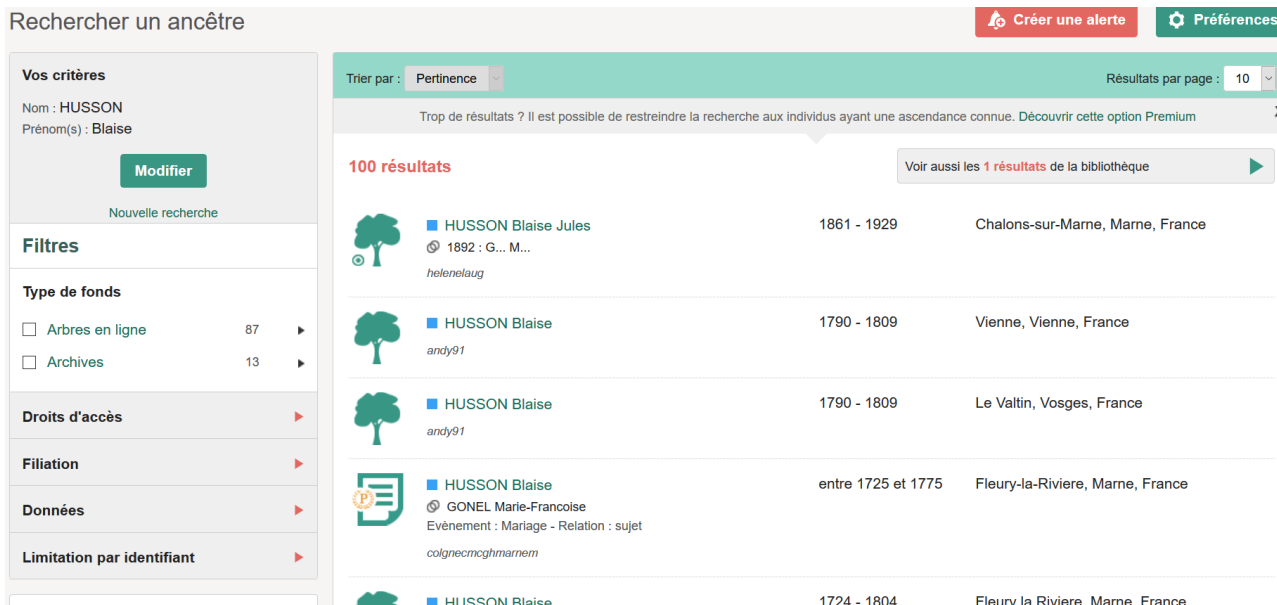 Rechercher un ancêtre
Créer une alerte
Préférences
Vos critères
Nom : HUSSON
Prénom(s) : Blaise
Modifier
Nouvelle recherche
Filtres
Type de fonds
Arbres en ligne 87
Archives 13
Droits d'accès
Filiation
Données
Limitation par identifiant
Trier par : Pertinence
Résultats par page : 10
Trop de résultats ? Il est possible de restreindre la recherche aux individus ayant une ascendance connue. Découvrir cette option Premium
100 résultats
Voir aussi les 1 résultats de la bibliothèque
HUSSON Blaise Jules 1861 - 1929 Chalons-sur-Marne, Marne, France
1892 : G... M...
helenelaug
HUSSON Blaise 1790 - 1809 Vienne, Vienne, France
andy91
HUSSON Blaise 1790 - 1809 Le Valtin, Vosges, France
andy91
P
HUSSON Blaise entre 1725 et 1775 Fleury-la-Riviere, Marne, France
GONEL Marie-Francoise
Evènement : Mariage - Relation : sujet
colgnecmcghmarnem
HUSSON Blaise 1724 - 1804 Fleury la Riviere, Marne, France